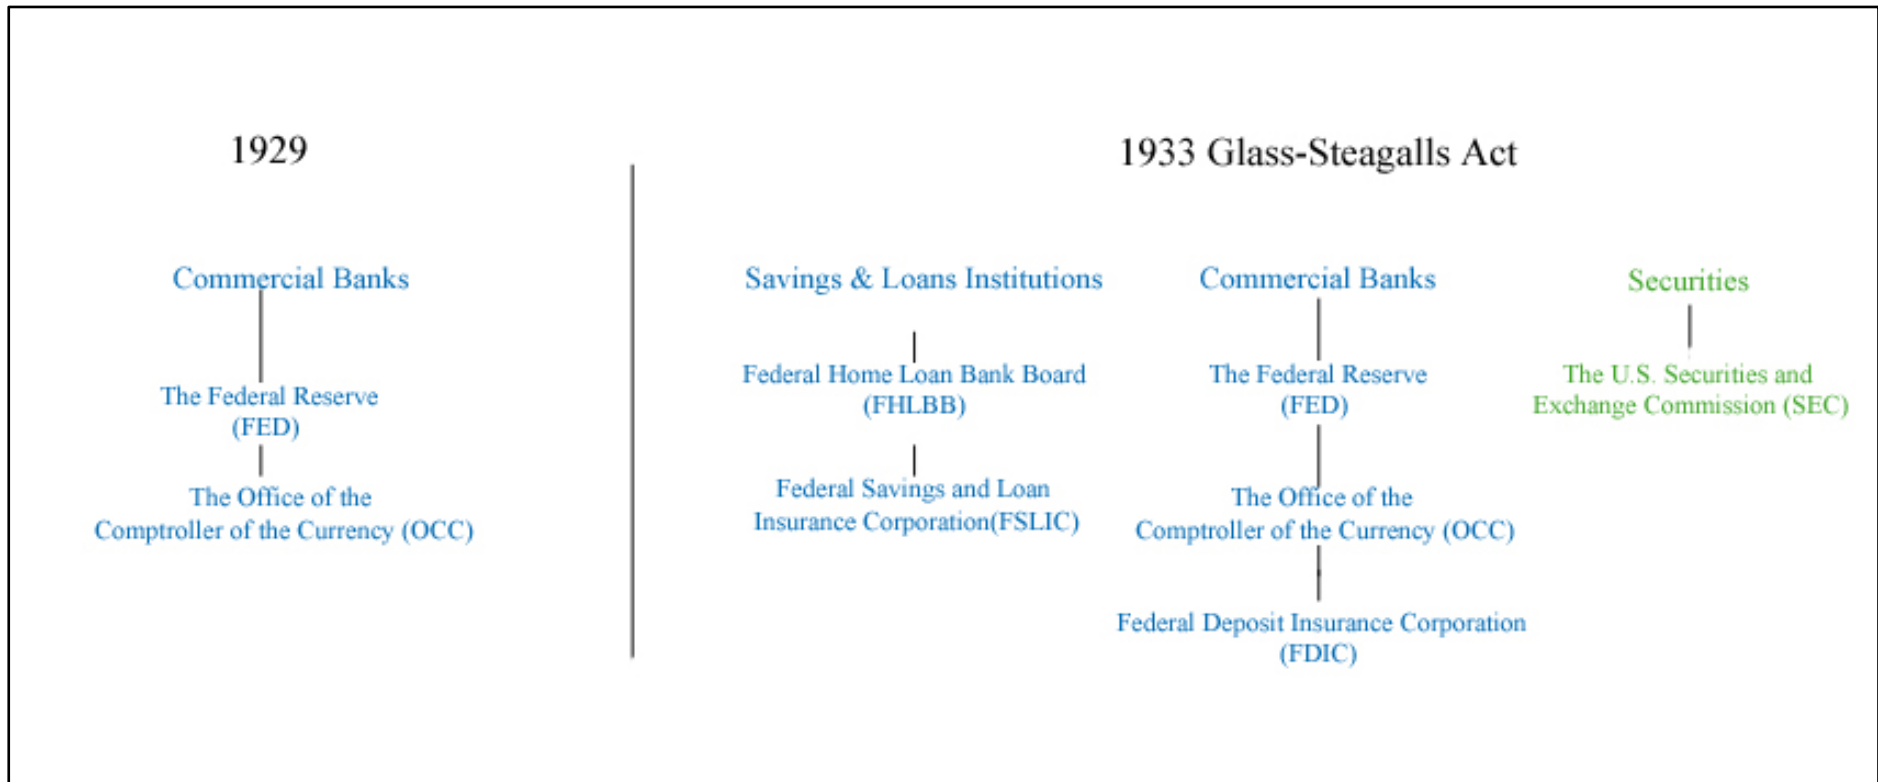 1929
Commercial Banks
The Federal Reserve
(FED)
The Office of the
Comptroller of the Currency (OCC)
1933 Glass-Steagalls Act
Savings & Loans Institutions
Federal Home Loan Bank Board
(FHLBB)
Federal Savings and Loan
Insurance Corporation(FSLIC)
Commercial Banks
The Federal Reserve
(FED)
The Office of the
Comptroller of the Currency (OCC)
Federal Deposit Insurance Corporation
(FDIC)
Securities
The U.S. Securities and
Exchange Commission (SEC)